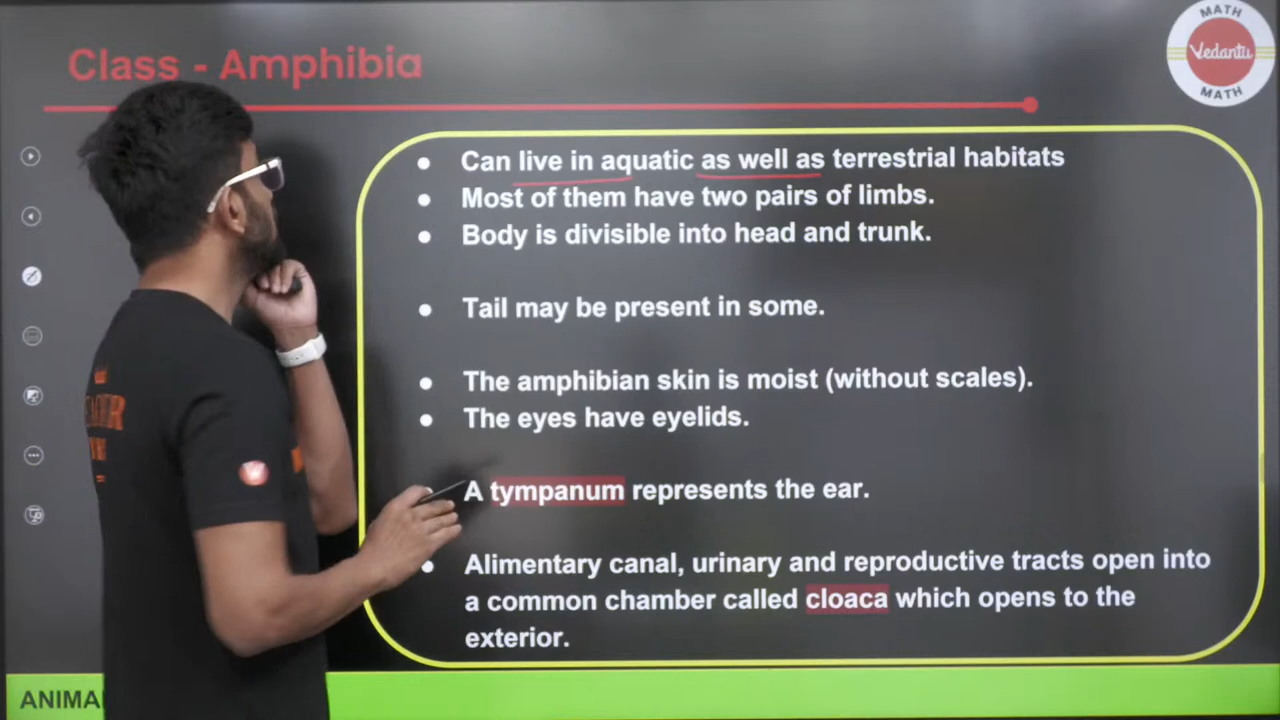 Class - Amphibia
MATH
Vedantu
MATH
• Can live in aquatic as well as terrestrial habitats
• Most of them have two pairs of limbs.
• Body is divisible into head and trunk.
• Tail may be present in some.
• The amphibian skin is moist (without scales).
• The eyes have eyelids.
• A tympanum represents the ear.
• Alimentary canal, urinary and reproductive tracts open into
a common chamber called cloaca which opens to the
exterior.
ANIMA